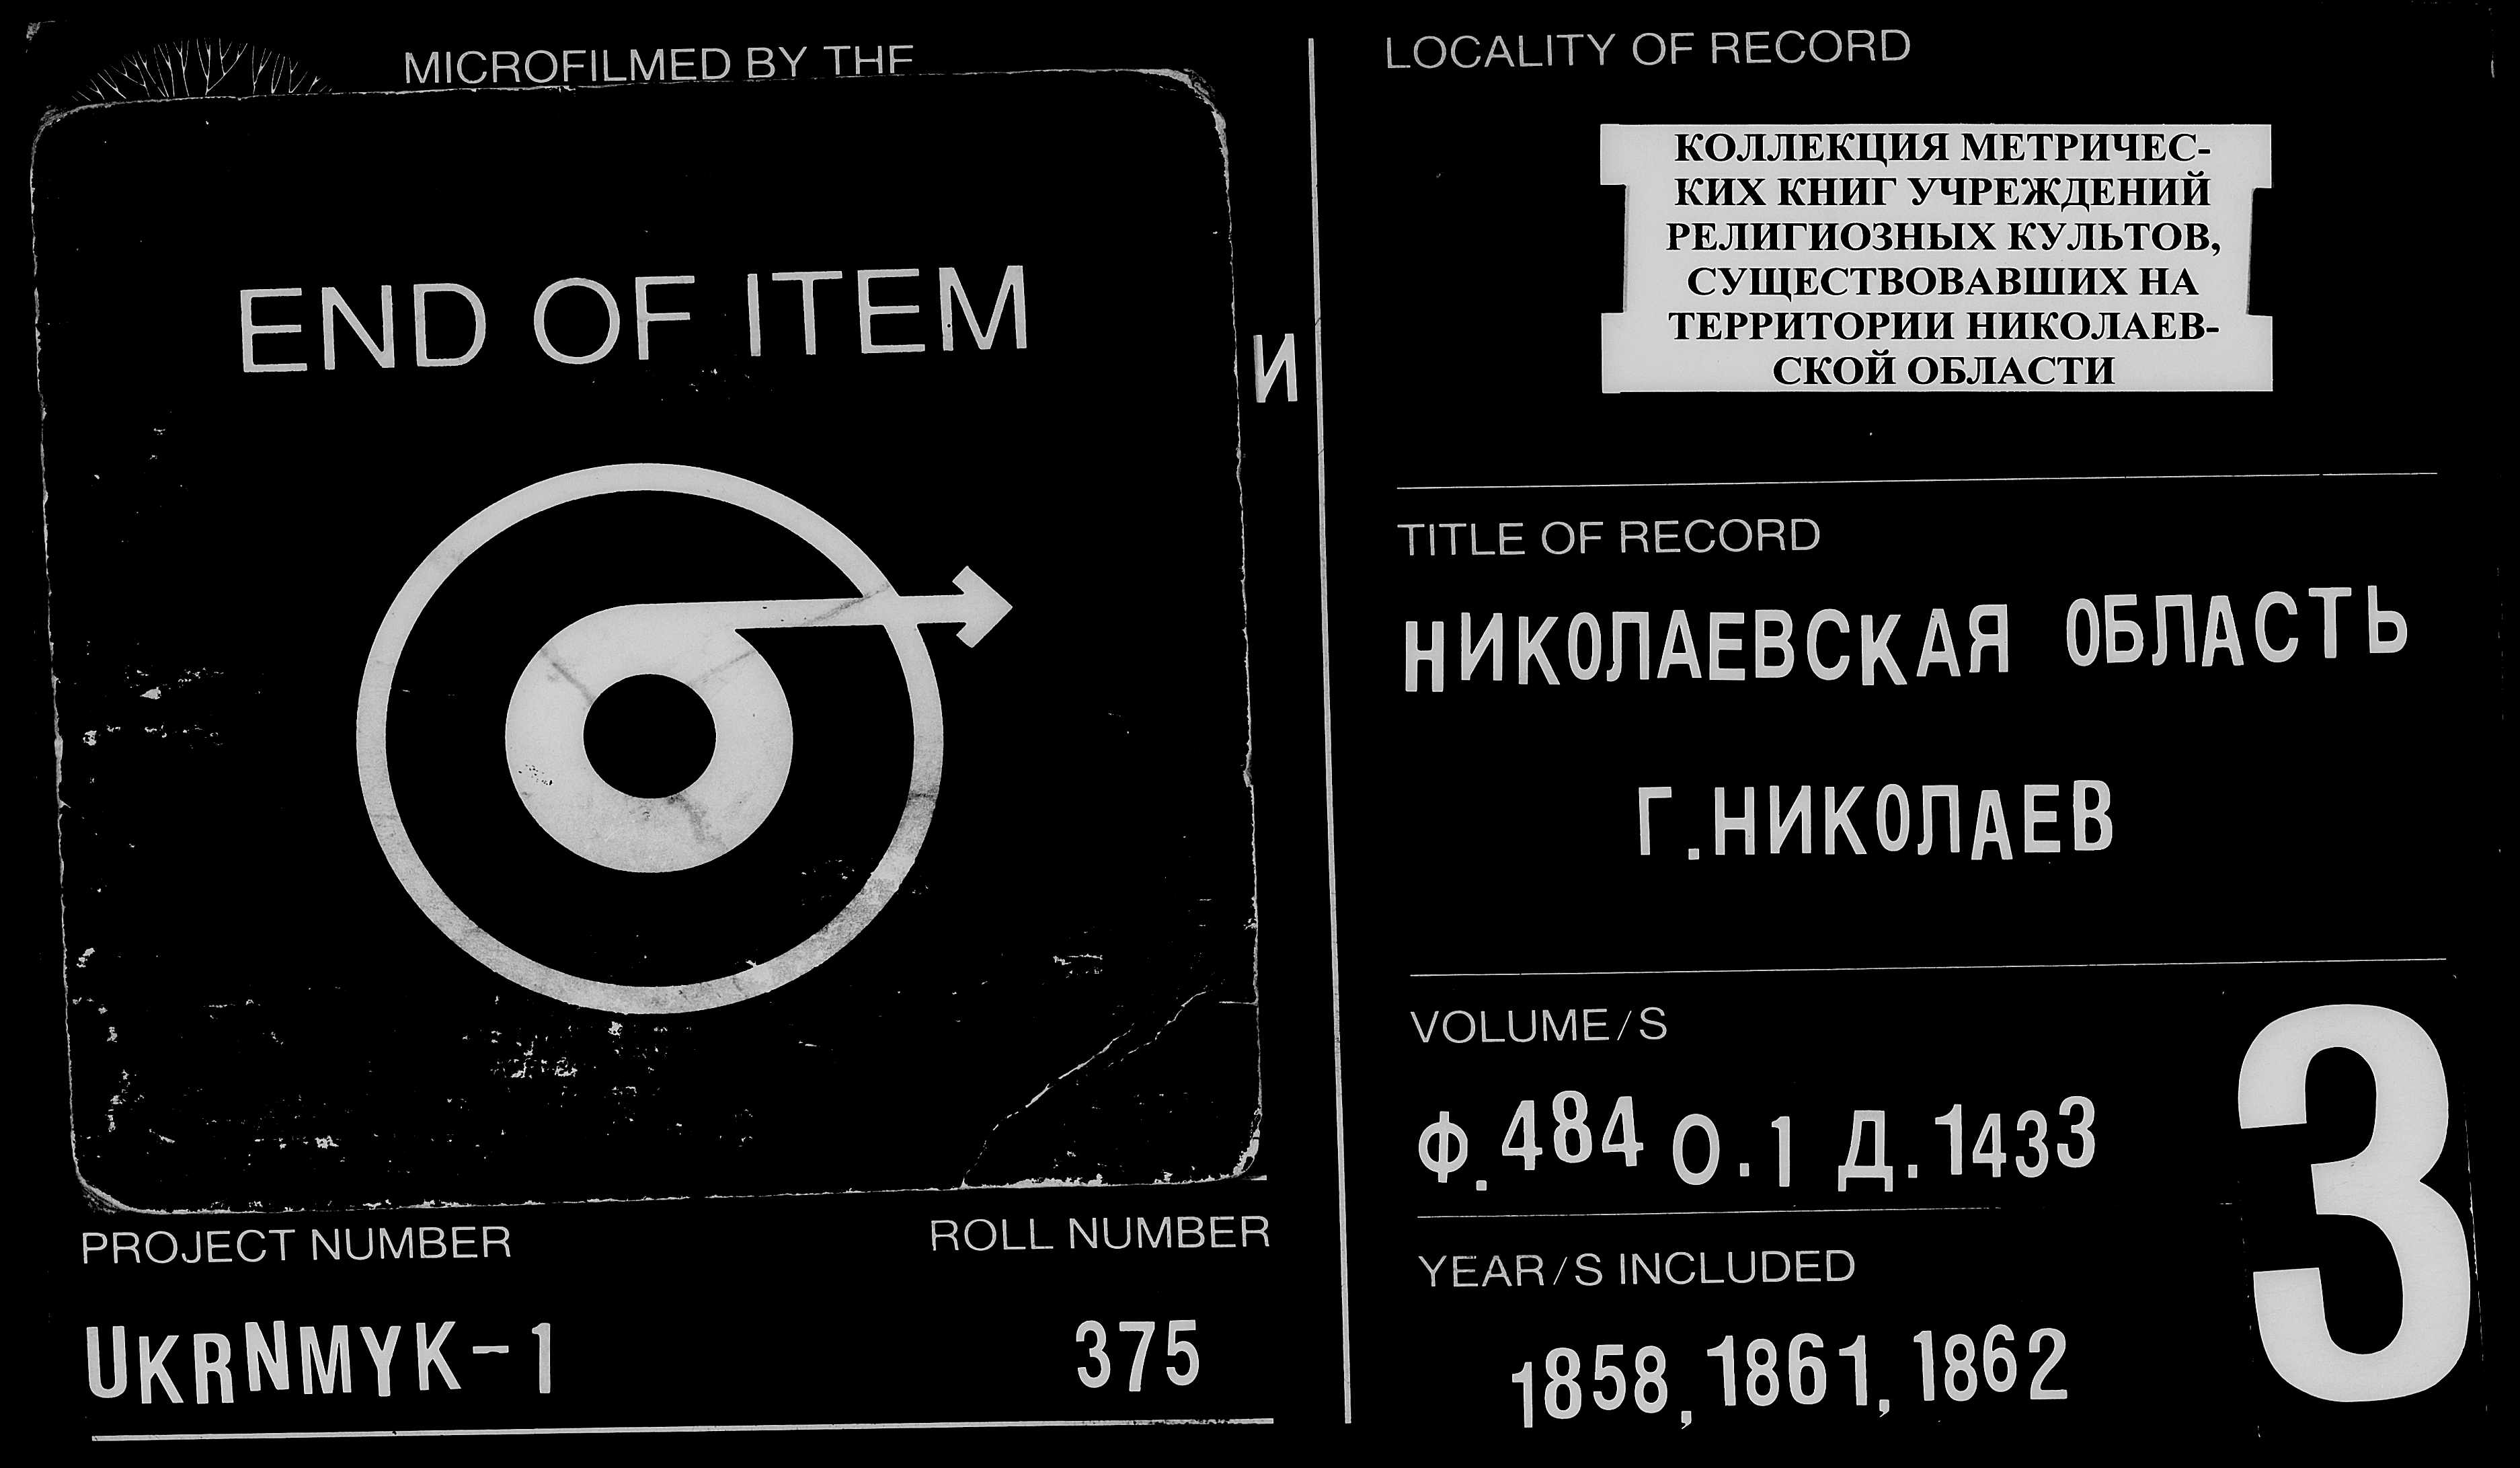 MICROFILMED BY THE
END OF ITEM
И
PROJECT NUMBER
ROLL NUMBER
UKRNMYK-1
375
LOCALITY OF RECORD
КОЛЛЕКЦИЯ МЕТРИЧЕС-
КИХ КНИГ УЧРЕЖДЕНИЙ
РЕЛИГИОЗНЫХ КУЛЬТОВ,
СУЩЕСТВОВАВШИХ НА
ТЕРРИТОРИИ НИКОЛАЕВ-
СКОЙ ОБЛАСТИ
TITLE OF RECORD
НИКОЛАЕВСКАЯ ОБЛАСТЬ
Г.НИКОЛАЕВ
VOLUME/S
Ф.484 О.1 Д.1433
YEAR/S INCLUDED
1858,1861,1862
3